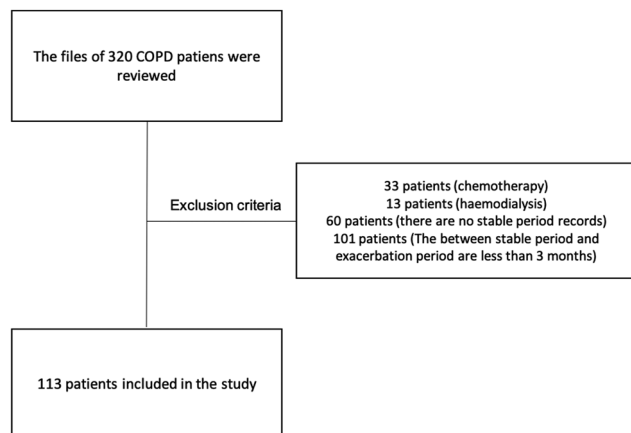 The files of 320 COPD patiens were
reviewed
Exclusion criteria
33 patients (chemotherapy)
13 patients (haemodialysis)
60 patients (there are no stable period records)
101 patients (The between stable period and
exacerbation period are less than 3 months)
113 patients included in the study